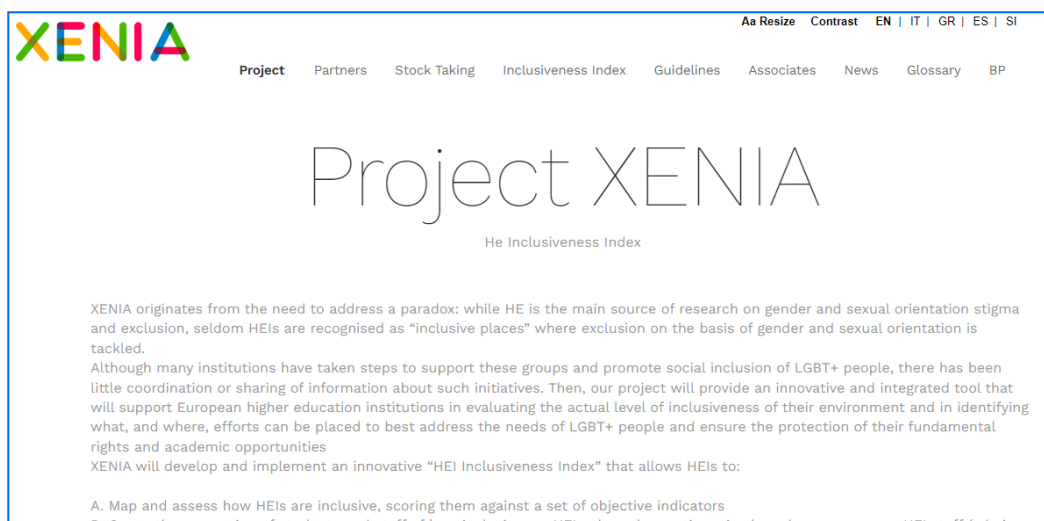 XENIA
Aa Resize Contrast EN | IT | GR | ES | SI
Project Partners Stock Taking Inclusiveness Index Guidelines Associates News Glossary BP
Project XENIA
He Inclusiveness Index
XENIA originates from the need to address a paradox: while HE is the main source of research on gender and sexual orientation stigma
and exclusion, seldom HEIs are recognised as “inclusive places” where exclusion on the basis of gender and sexual orientation is
tackled.
Although many institutions have taken steps to support these groups and promote social inclusion of LGBT+ people, there has been
little coordination or sharing of information about such initiatives. Then, our project will provide an innovative and integrated tool that
will support European higher education institutions in evaluating the actual level of inclusiveness of their environment and in identifying
what, and where, efforts can be placed to best address the needs of LGBT+ people and ensure the protection of their fundamental
rights and academic opportunities
XENIA will develop and implement an innovative “HEI Inclusiveness Index” that allows HEIs to:
A. Map and assess how HEIs are inclusive, scoring them against a set of objective indicators